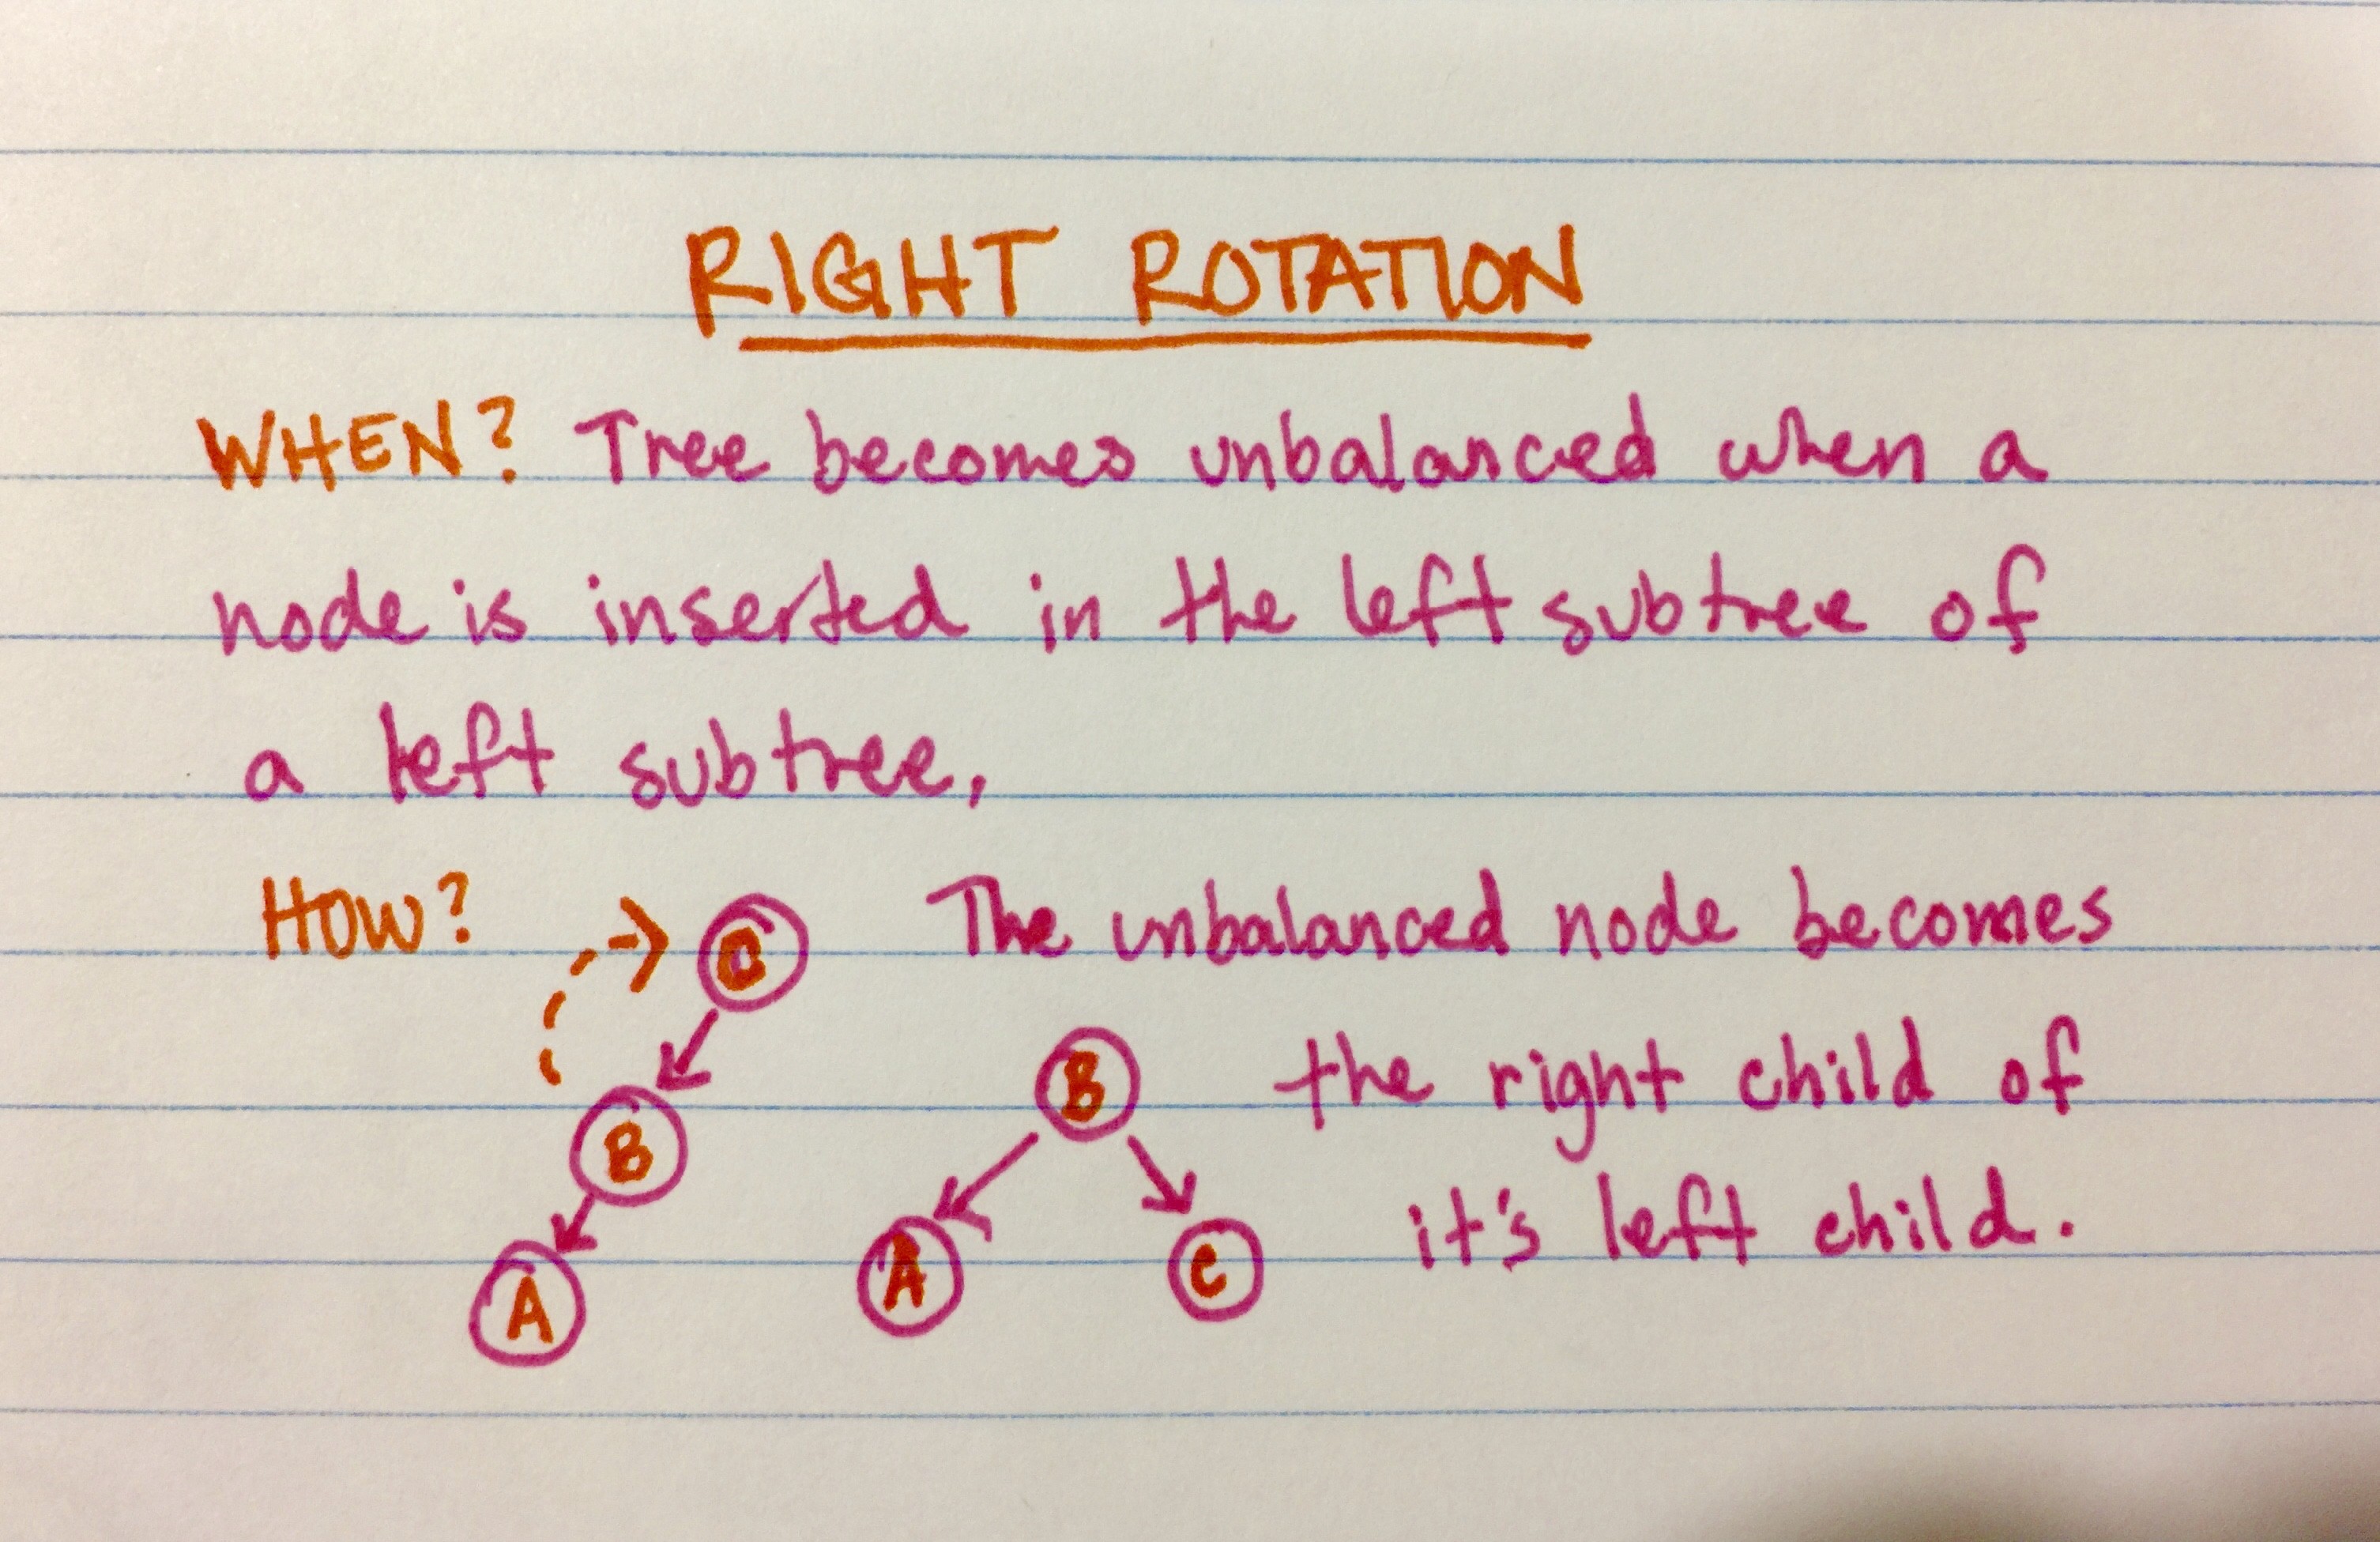 RIGHT ROTATION
WHEN? Tree becomes unbalanced when a
node is inserted in the left subtree of
a left subtree.
HOW? The unbalanced node becomes
B the right child of
B
A C it's left child.
A